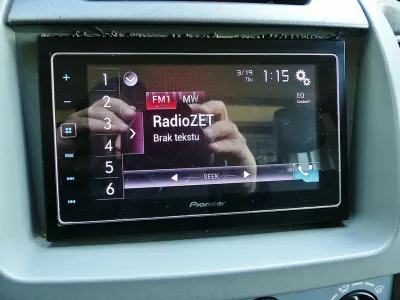 1
2
3
4
5
6
3/19
Thu
1:15
FM1
MW
EQ
RadioZET
Brak tekstu
SEEK
Pioneer